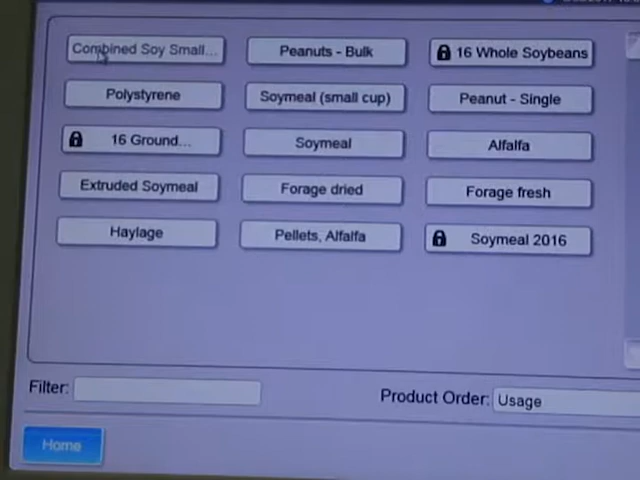 Combined Soy Small... Peanuts - Bulk 16 Whole Soybeans
Polystyrene Soymeal (small cup) Peanut - Single
16 Ground... Soymeal Alfalfa
Extruded Soymeal Forage dried Forage fresh
Haylage Pellets, Alfalfa Soymeal 2016
Filter: Product Order: Usage
Home